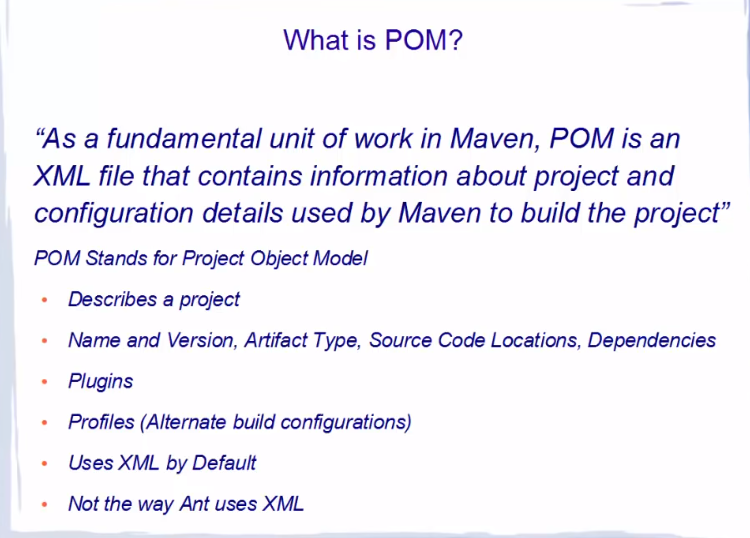 What is POM?
“As a fundamental unit of work in Maven, POM is an
XML file that contains information about project and
configuration details used by Maven to build the project”
POM Stands for Project Object Model
• Describes a project
• Name and Version, Artifact Type, Source Code Locations, Dependencies
• Plugins
• Profiles (Alternate build configurations)
• Uses XML by Default
• Not the way Ant uses XML